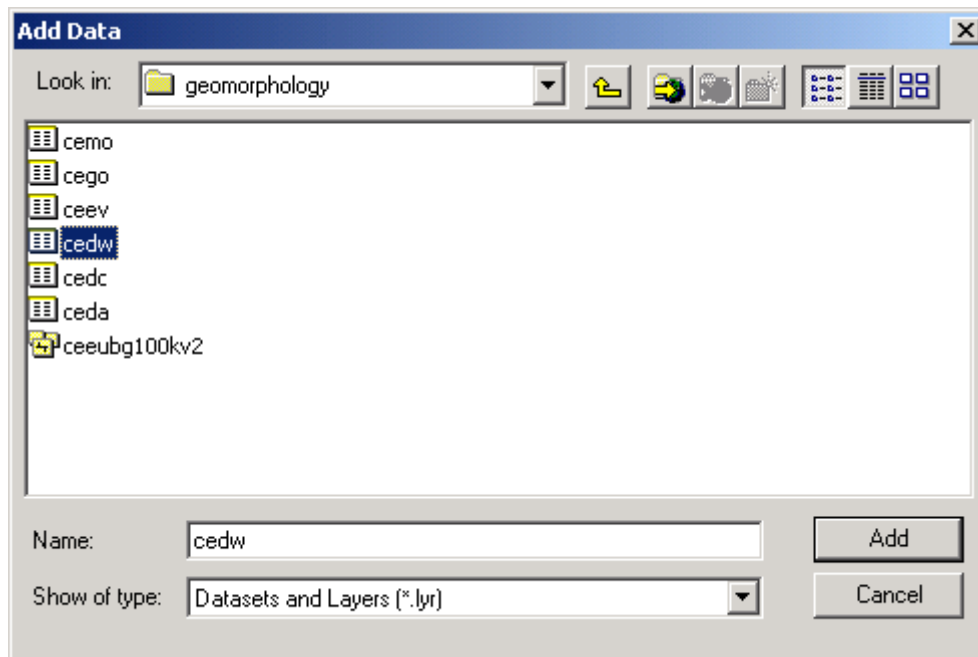 Add Data
Look in: geomorphology
cemo
cego
ceev
cedw
cedc
ceda
ceeubg100kv2
Name: cedw Add
Show of type: Datasets and Layers (*.lyr) Cancel